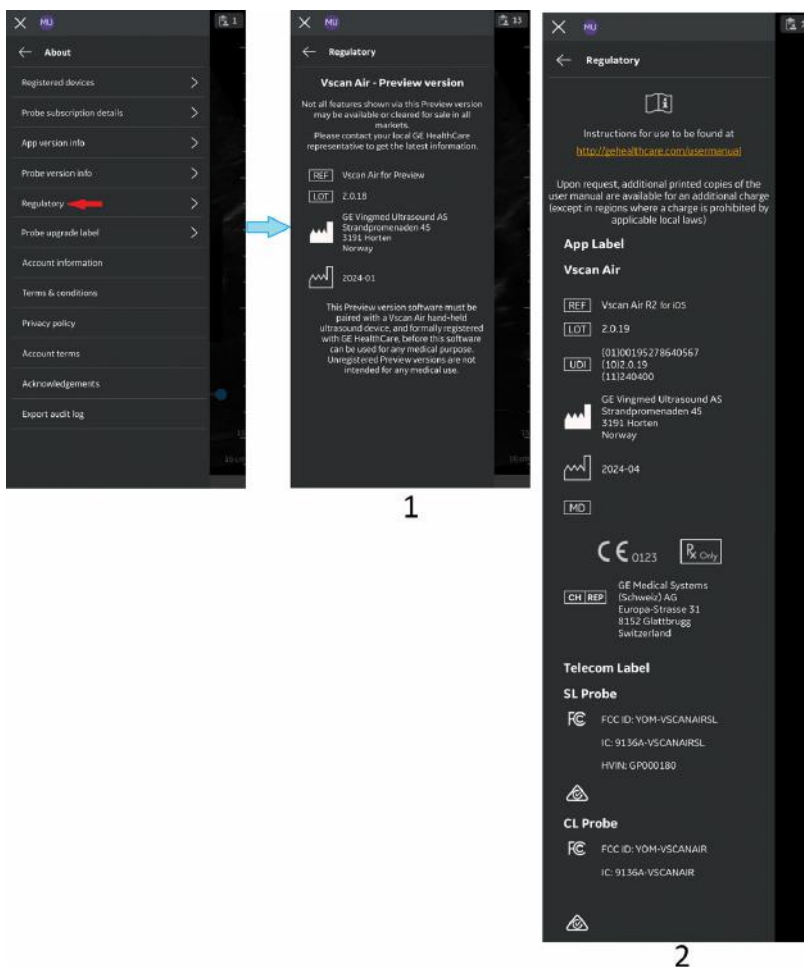 MU
1
About
Registered devices
Probe subscription details
App version info
Probe version info
Regulatory
Probe upgrade label
Account information
Terms & conditions
Privacy policy
Account terms
Acknowledgements
Export audit log
MU
13
Regulatory
Vscan Air - Preview version
Not all features shown via this Preview version
may be available or cleared for sale in all
markets.
Please contact your local GE HealthCare
representative to get the latest information.
REF Vscan Air for Preview
LOT 2.0.18
GE Vingmed Ultrasound AS
Strandpromenaden 45
3191 Horten
Norway
2024-01
This Preview version software must be
paired with a Vscan Air hand-held
ultrasound device, and formally registered
with GE HealthCare, before this software
can be used for any medical purpose.
Unregistered Preview versions are not
intended for any medical use.
1
MU
Regulatory
Instructions for use to be found at
http://gehealthcare.com/usermanual
Upon request, additional printed copies of the
user manual are available for an additional charge
(except in regions where a charge is prohibited by
applicable local laws)
App Label
Vscan Air
REF Vscan Air R2 for iOS
LOT 2.0.19
UDI (01)00195278640567
(10)2.0.19
(11)240400
GE Vingmed Ultrasound AS
Strandpromenaden 45
3191 Horten
Norway
2024-04
MD
CE 0123 Rx Only
CH REP GE Medical Systems
(Schweiz) AG
Europa-Strasse 31
8152 Glattbrugg
Switzerland
Telecom Label
SL Probe
FC FCC ID: YOM-VSCANAIRSL
IC: 9136A-VSCANAIRSL
HVIN: GP000180
CL Probe
FC FCC ID: YOM-VSCANAIR
IC: 9136A-VSCANAIR
2